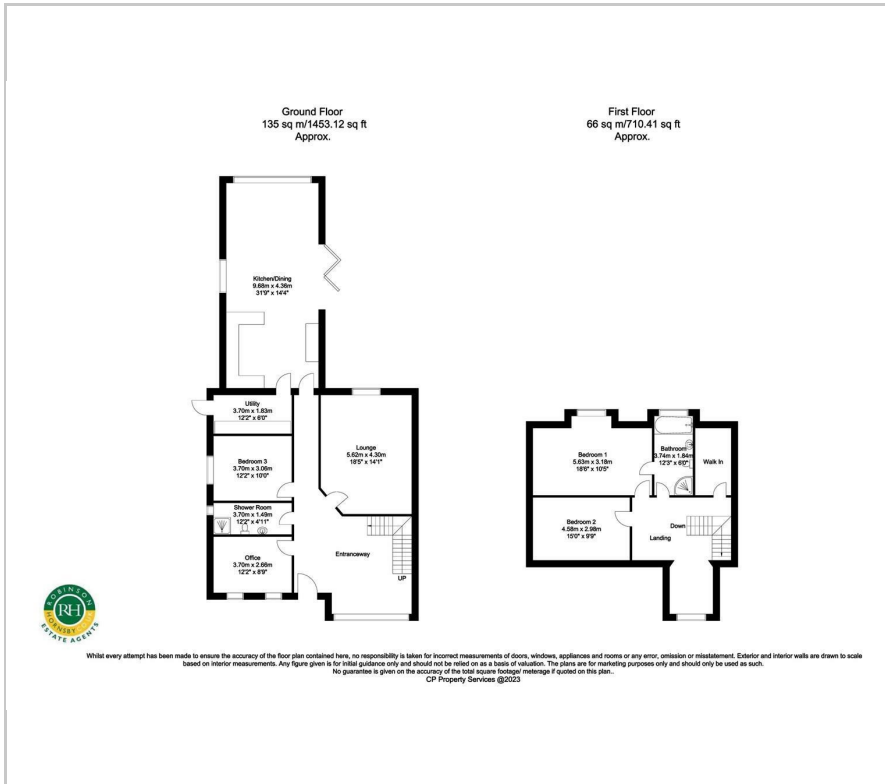 Ground Floor
135 sq m/1453.12 sq ft
Approx.
First Floor
66 sq m/710.41 sq ft
Approx.
Kitchen/Dining
9.68m x 4.36m
31'9" x 14'4"
Utility
3.70m x 1.83m
12'2" x 6'0"
Lounge
5.62m x 4.30m
18'5" x 14'1"
Bedroom 3
3.70m x 3.06m
12'2" x 10'0"
Shower Room
3.70m x 1.49m
12'2" x 4'11"
Office
3.70m x 2.66m
12'2" x 8'9"
Entranceway
UP
Bedroom 1
5.63m x 3.18m
18'6" x 10'5"
Bathroom
3.74m x 1.84m
12'3" x 6'0"
Walk In
Bedroom 2
4.58m x 2.98m
15'0" x 9'9"
Down
Landing
ROBINSON
HORNSBY
RH
ESTATE AGENTS
Whilst every attempt has been made to ensure the accuracy of the floor plan contained here, no responsibility is taken for incorrect measurements of doors, windows, appliances and rooms or any error, omission or misstatement. Exterior and interior walls are drawn to scale
based on interior measurements. Any figure given is for initial guidance only and should not be relied on as a basis of valuation. The plans are for marketing purposes only and should only be used as such.
No guarantee is given on the accuracy of the total square footage/ meterage if quoted on this plan..
CP Property Services @2023